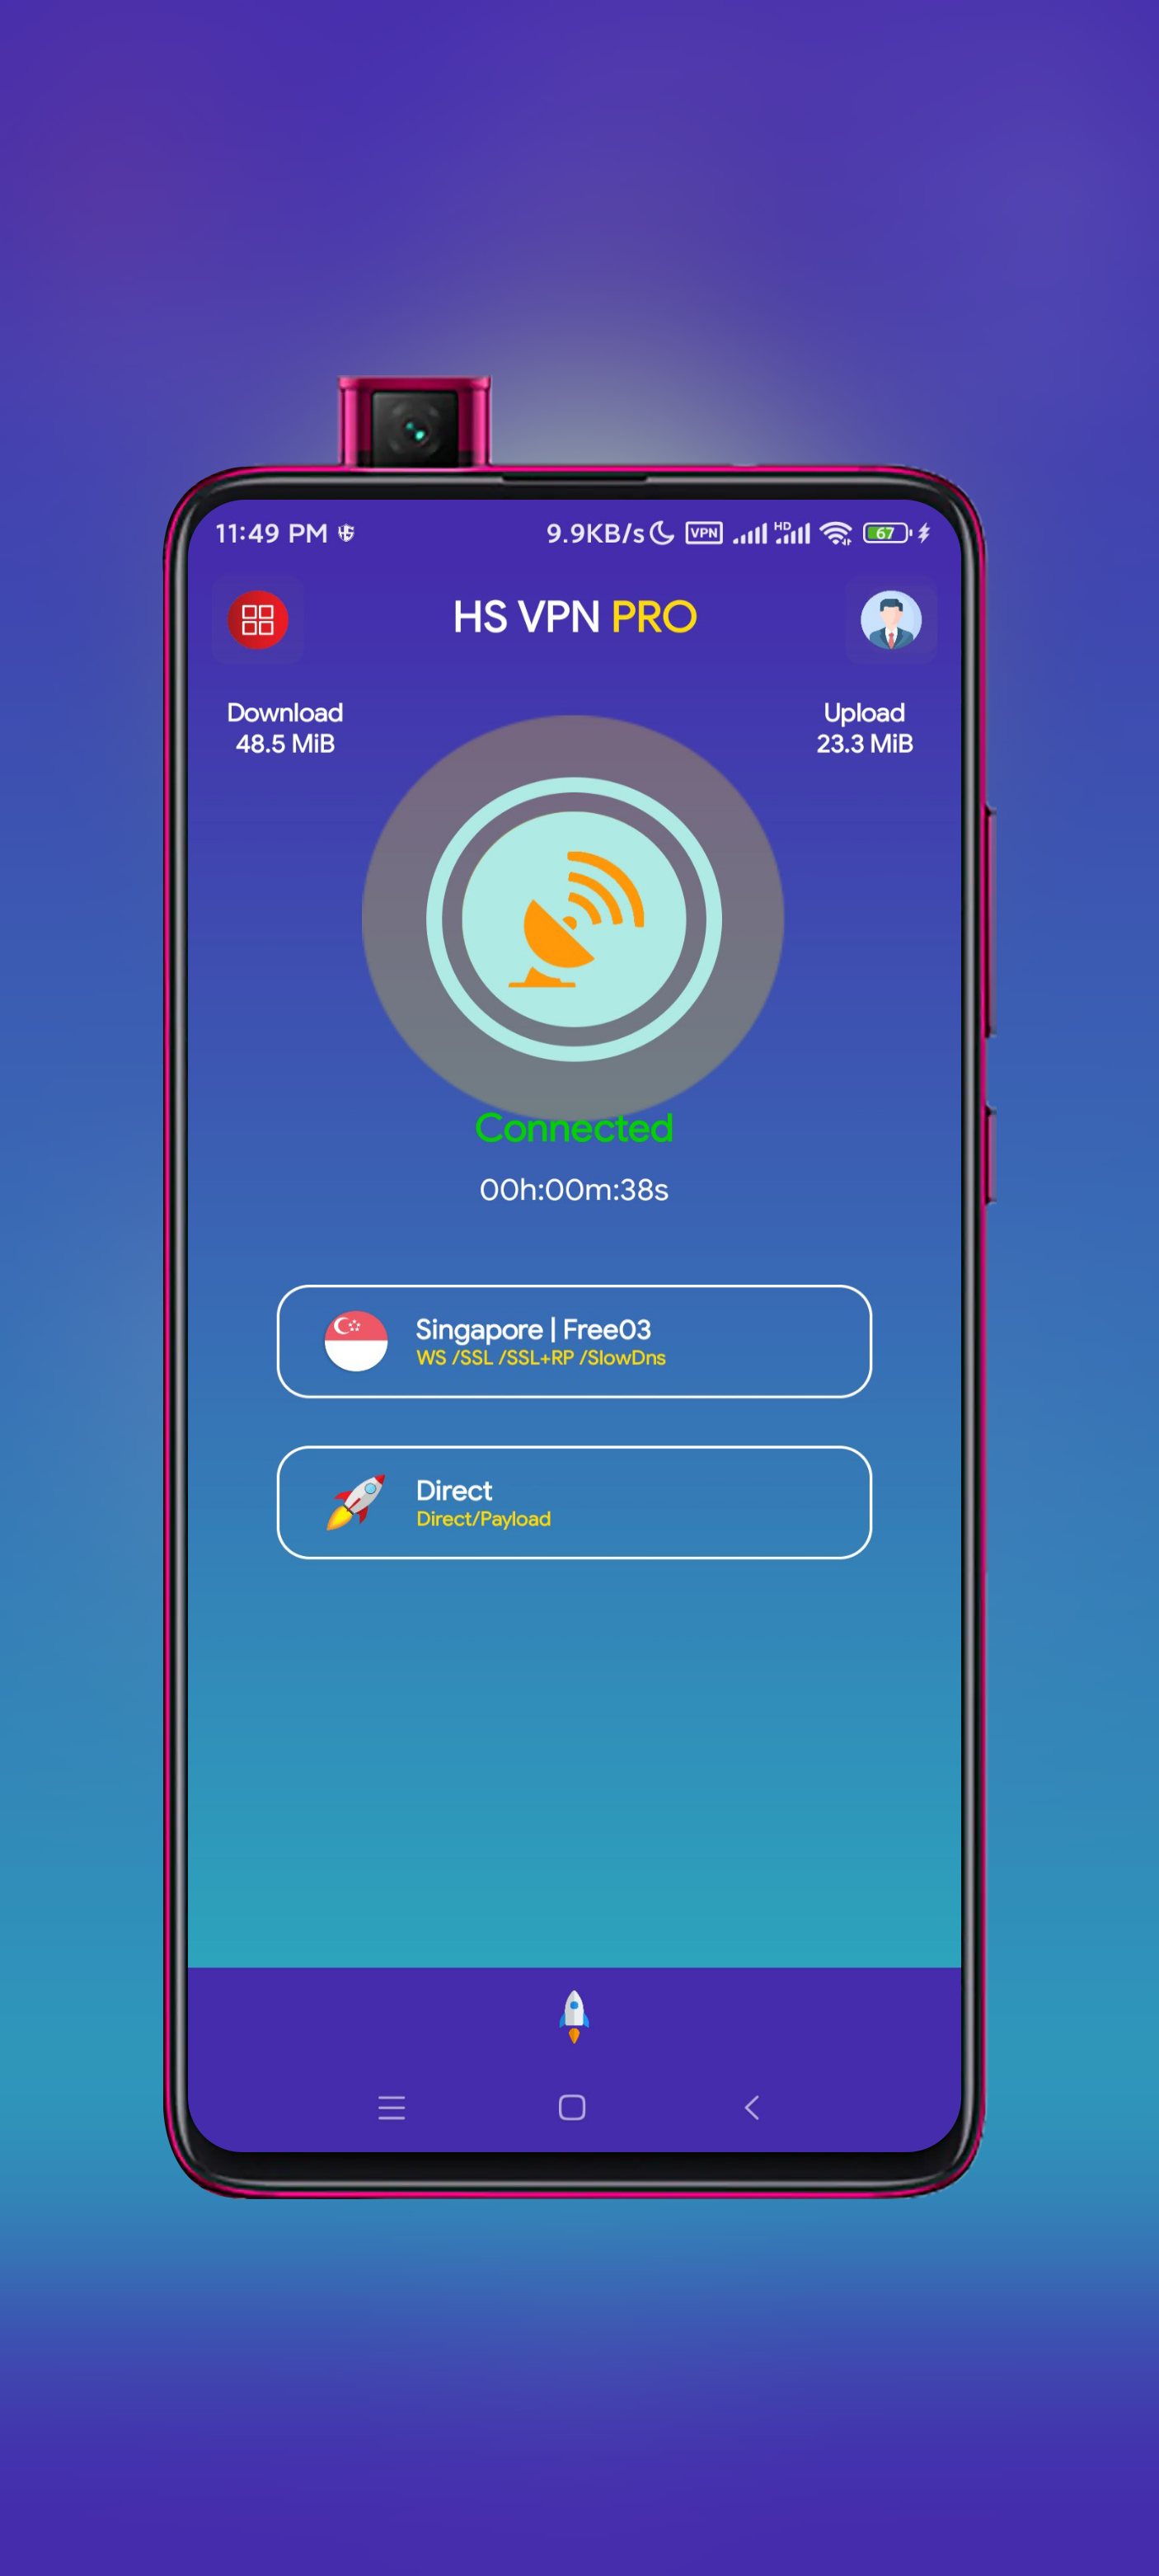 11:49 PM
9.9KB/s VPN HD 67
HS VPN PRO
Download
48.5 MiB
Upload
23.3 MiB
Connected
00h:00m:38s
Singapore | Free03
WS /SSL /SSL+RP /SlowDns
Direct
Direct/Payload